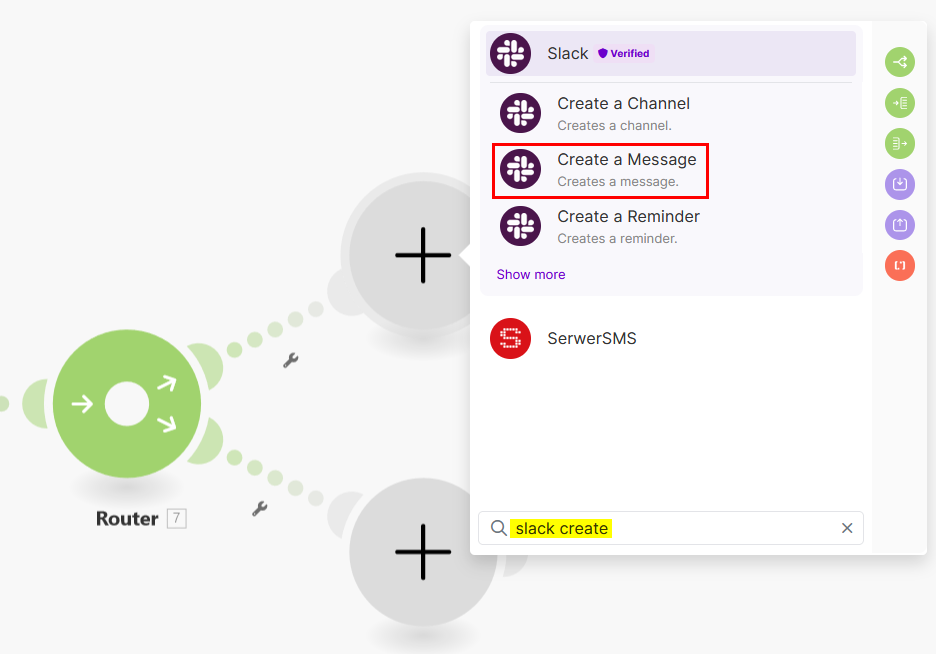 Slack Verified
Create a Channel
Creates a channel.
Create a Message
Creates a message.
Create a Reminder
Creates a reminder.
Show more
SerwerSMS
slack create
Router 7